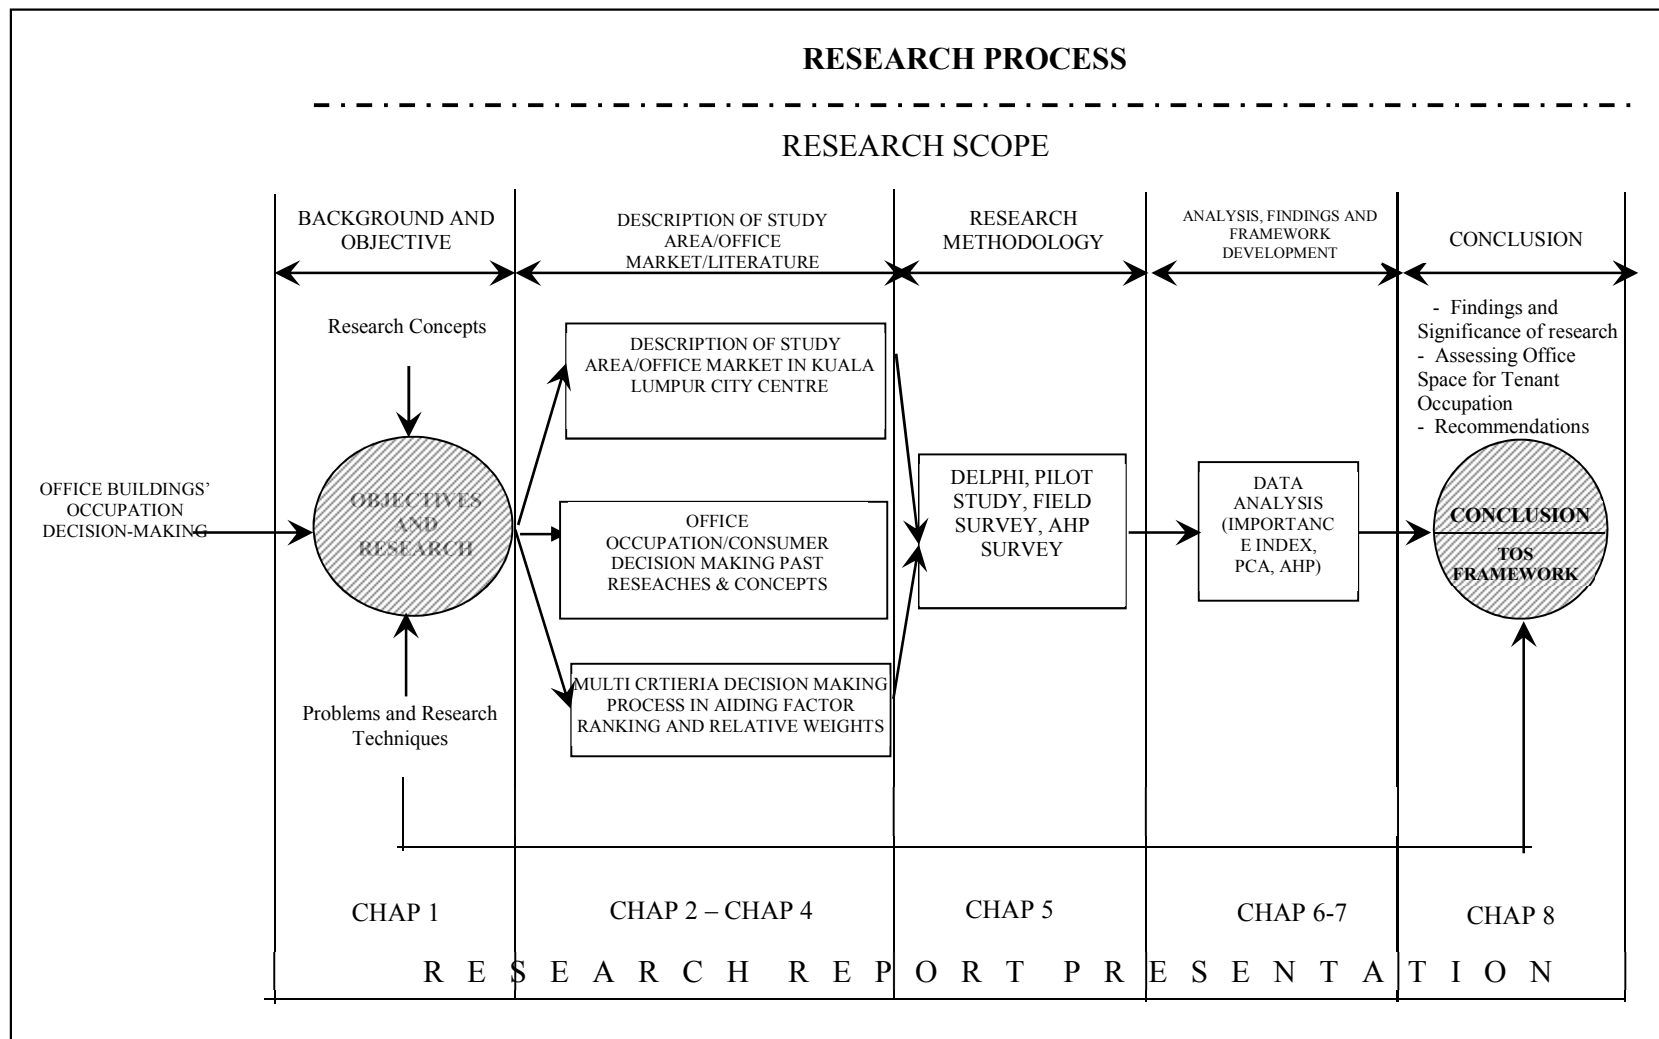 RESEARCH PROCESS
RESEARCH SCOPE
BACKGROUND AND
OBJECTIVE
DESCRIPTION OF STUDY
AREA/OFFICE
MARKET/LITERATURE
RESEARCH
METHODOLOGY
ANALYSIS, FINDINGS AND
FRAMEWORK
DEVELOPMENT
CONCLUSION
OFFICE BUILDINGS’
OCCUPATION
DECISION-MAKING
Research Concepts
OBJECTIVES
AND
RESEARCH
Problems and Research
Techniques
DESCRIPTION OF STUDY
AREA/OFFICE MARKET IN KUALA
LUMPUR CITY CENTRE
OFFICE
OCCUPATION/CONSUMER
DECISION MAKING PAST
RESEACHES & CONCEPTS
MULTI CRTIERIA DECISION MAKING
PROCESS IN AIDING FACTOR
RANKING AND RELATIVE WEIGHTS
DELPHI, PILOT
STUDY, FIELD
SURVEY, AHP
SURVEY
DATA
ANALYSIS
(IMPORTANC
E INDEX,
PCA, AHP)
- Findings and
Significance of research
- Assessing Office
Space for Tenant
Occupation
- Recommendations
CONCLUSION
TOS
FRAMEWORK
CHAP 1
CHAP 2 – CHAP 4
CHAP 5
CHAP 6-7
CHAP 8
R E S E A R C H R E P O R T P R E S E N T A T I O N